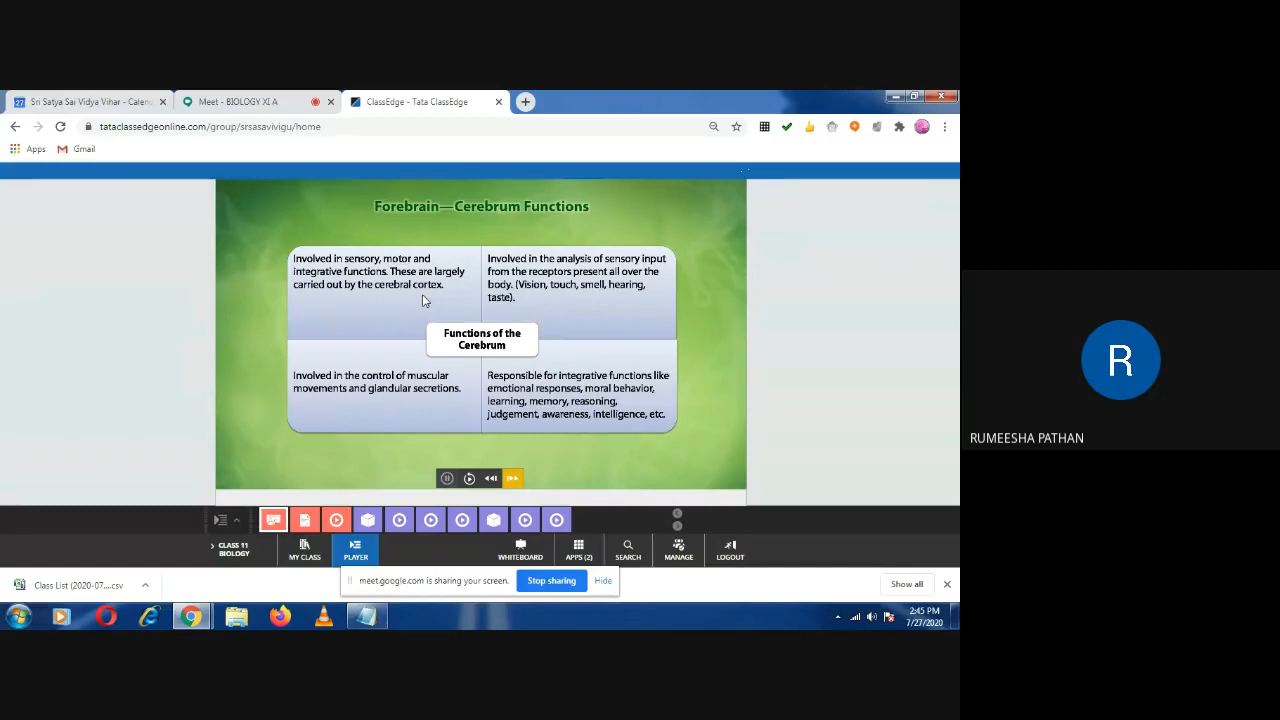 Sri Satya Sai Vidya Vihar - Calen
Meet - BIOLOGY XI A
ClassEdge - Tata ClassEdge
tataclassedgeonline.com/group/srsasavivigu/home
Apps
Gmail
Forebrain—Cerebrum Functions
Involved in sensory, motor and
integrative functions. These are largely
carried out by the cerebral cortex.
Involved in the analysis of sensory input
from the receptors present all over the
body. (Vision, touch, smell, hearing,
taste).
Functions of the
Cerebrum
Involved in the control of muscular
movements and glandular secretions.
Responsible for integrative functions like
emotional responses, moral behavior,
learning, memory, reasoning,
judgement, awareness, intelligence, etc.
R
RUMEESHA PATHAN
CLASS 11
BIOLOGY
MY CLASS
PLAYER
WHITEBOARD
APPS (2)
SEARCH
MANAGE
LOGOUT
meet.google.com is sharing your screen.
Stop sharing
Hide
Class List (2020-07....csv
Show all
2:45 PM
7/27/2020